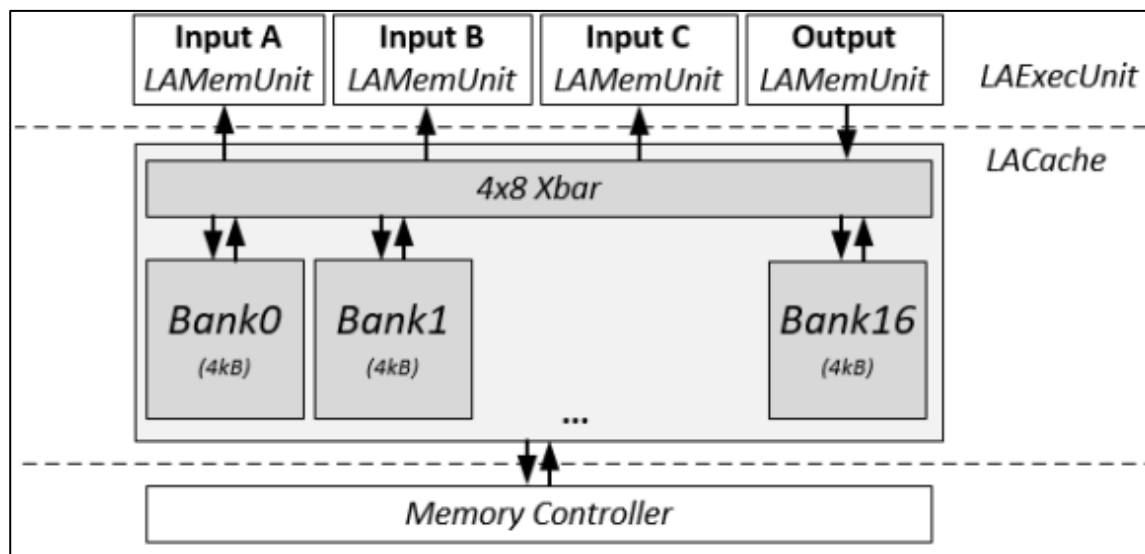 Input A
LAMemUnit
Input B
LAMemUnit
Input C
LAMemUnit
Output
LAMemUnit
LAExecUnit
LACache
4x8 Xbar
Bank0
(4kB)
Bank1
(4kB)
Bank16
(4kB)
...
Memory Controller